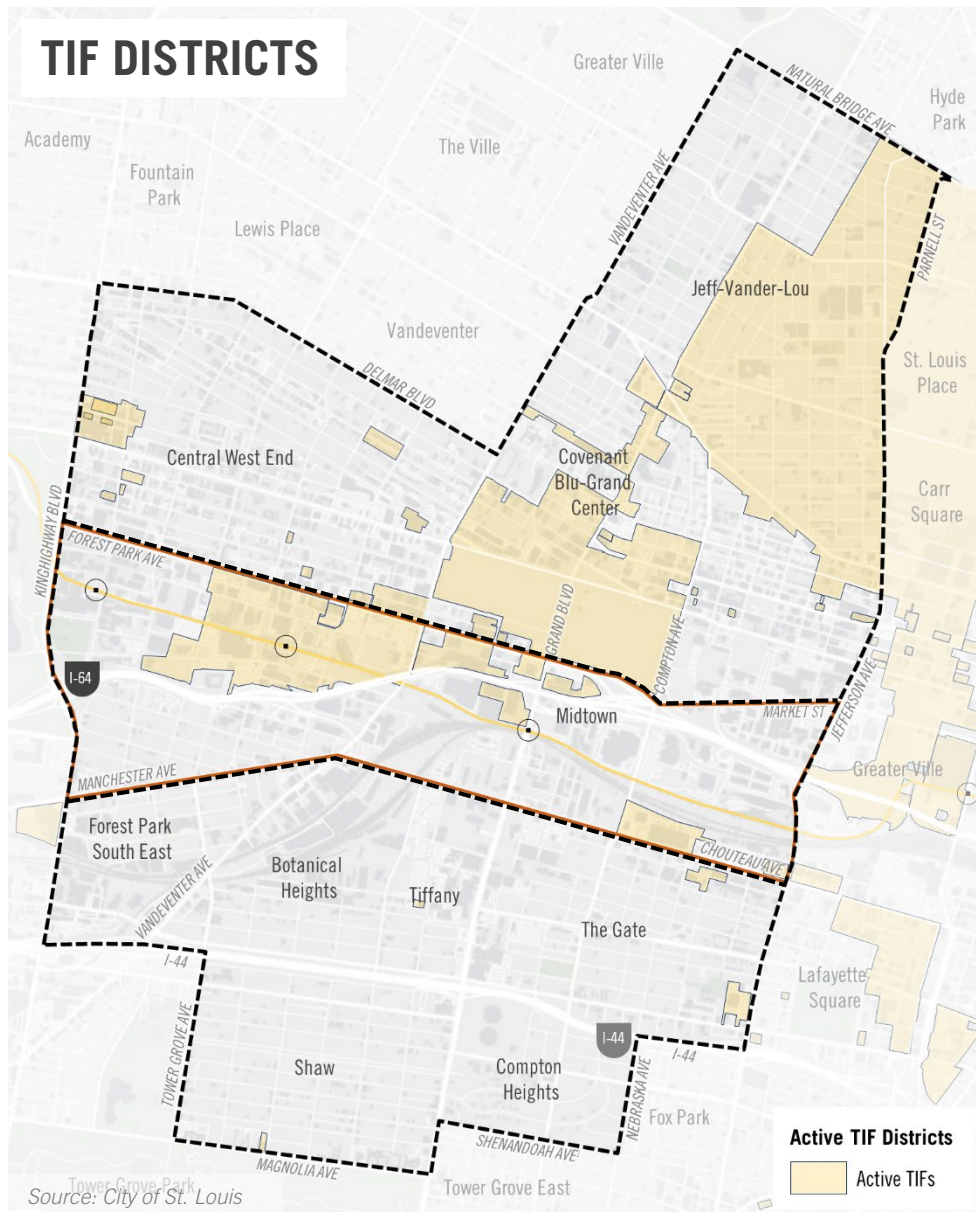 TIF DISTRICTS
Greater Ville
NATURAL BRIDGE AVE
Hyde
Park
Academy
The Ville
Fountain
Park
VANDEVENTER AVE
Lewis Place
PARNELL ST
Jeff-Vander-Lou
Vandeventer
St. Louis
Place
DELMAR BLVD
Central West End
Covenant
Blu-Grand
Center
Carr
Square
KINGHIGHWAY BLVD
FOREST PARK AVE
GRAND BLVD
COMPTON AVE
I-64
Midtown
MARKET ST
JEFFERSON AVE
Greater Ville
MANCHESTER AVE
Forest Park
South East
CHOUTEAU AVE
Botanical
Heights
Tiffany
VANDEVENTER AVE
The Gate
I-44
Lafayette
Square
TOWER GROVE AVE
I-44
I-44
Shaw
Compton
Heights
NEBRASKA AVE
Fox Park
SHENANDOAH AVE
MAGNOLIA AVE
Tower Grove Park
Tower Grove East
Source: City of St. Louis
Active TIF Districts
Active TIFs